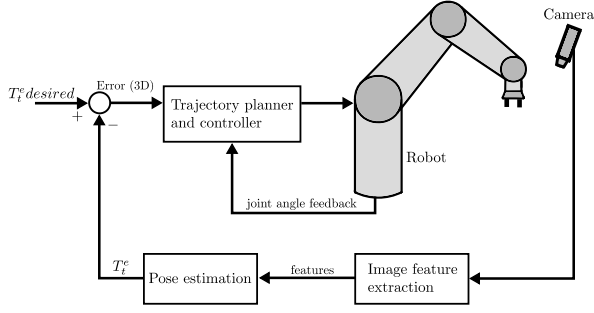 Camera
Error (3D)
T_t^e desired
+
−
Trajectory planner
and controller
Robot
joint angle feedback
T_t^e
Pose estimation
features
Image feature
extraction